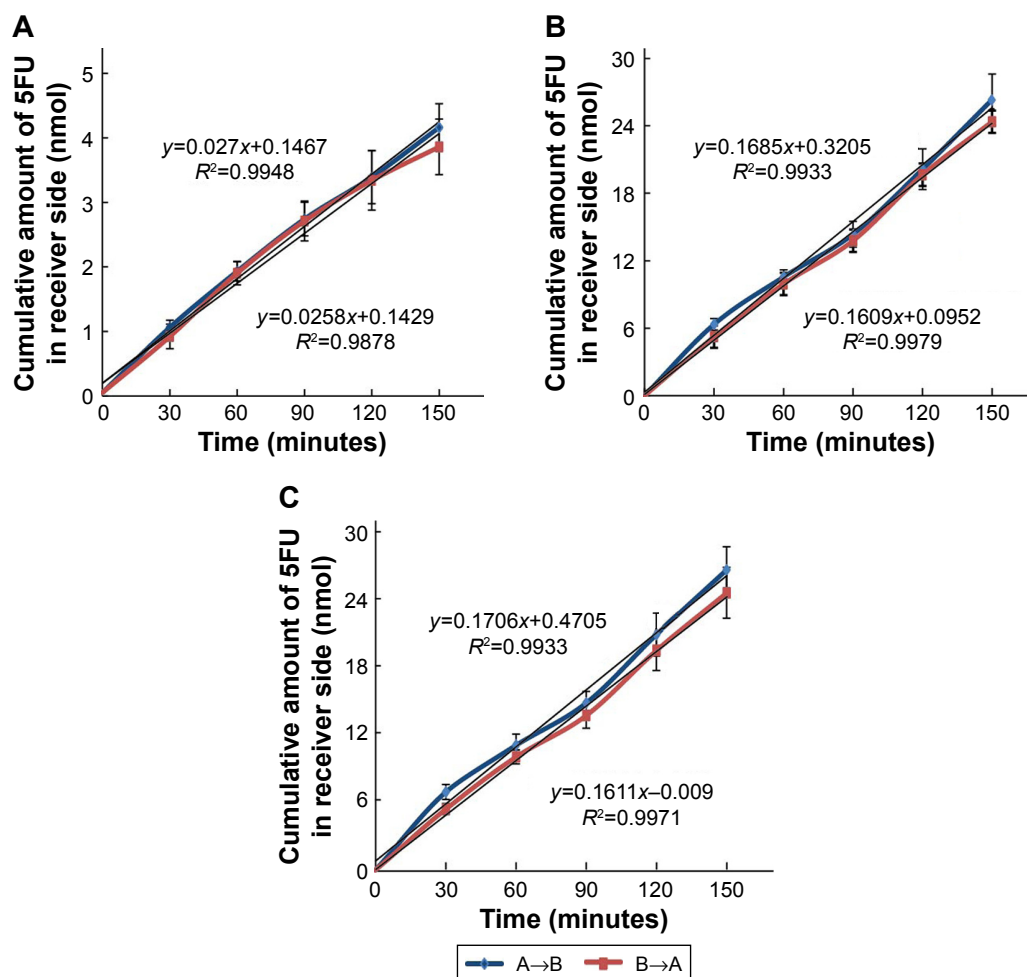 A
Cumulative amount of 5FU
in receiver side (nmol)
5
4
3
2
1
0
y=0.027x+0.1467
R²=0.9948
y=0.0258x+0.1429
R²=0.9878
0 30 60 90 120 150
Time (minutes)
B
Cumulative amount of 5FU
in receiver side (nmol)
30
24
18
12
6
0
y=0.1685x+0.3205
R²=0.9933
y=0.1609x+0.0952
R²=0.9979
0 30 60 90 120 150
Time (minutes)
C
Cumulative amount of 5FU
in receiver side (nmol)
30
24
18
12
6
0
y=0.1706x+0.4705
R²=0.9933
y=0.1611x–0.009
R²=0.9971
0 30 60 90 120 150
Time (minutes)
A→B B→A